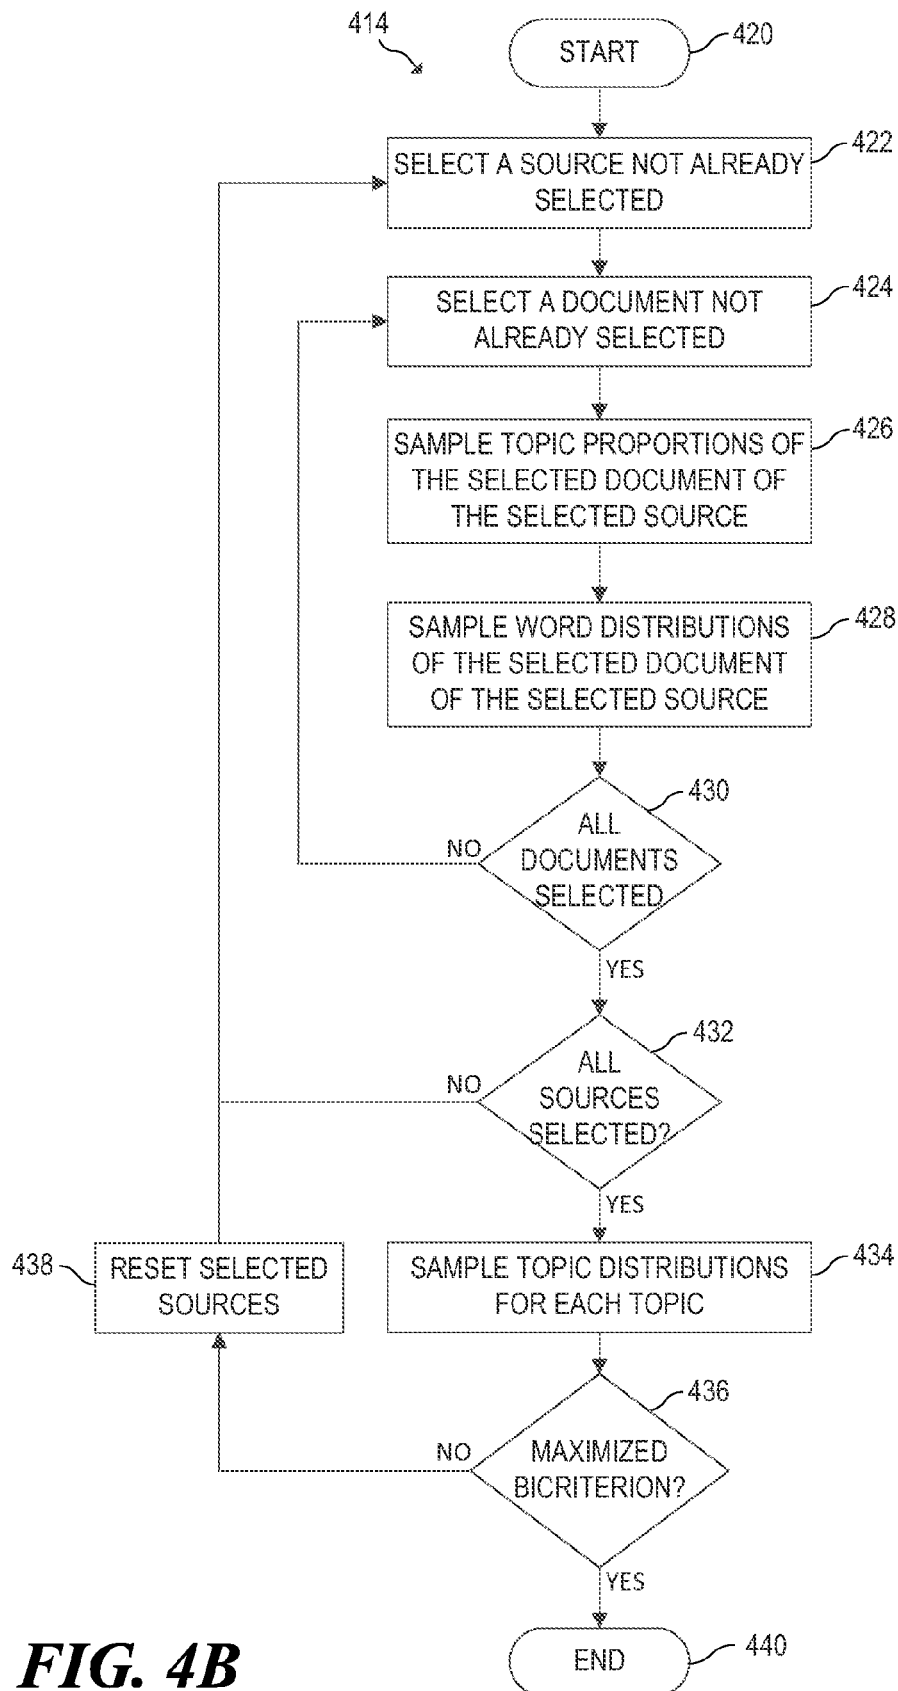 414
START
420
SELECT A SOURCE NOT ALREADY
SELECTED
422
SELECT A DOCUMENT NOT
ALREADY SELECTED
424
SAMPLE TOPIC PROPORTIONS OF
THE SELECTED DOCUMENT OF
THE SELECTED SOURCE
426
SAMPLE WORD DISTRIBUTIONS
OF THE SELECTED DOCUMENT
OF THE SELECTED SOURCE
428
430
ALL
DOCUMENTS
SELECTED
NO
YES
432
ALL
SOURCES
SELECTED?
NO
YES
438
RESET SELECTED
SOURCES
SAMPLE TOPIC DISTRIBUTIONS
FOR EACH TOPIC
434
436
MAXIMIZED
BICRITERION?
NO
YES
END
440
FIG. 4B